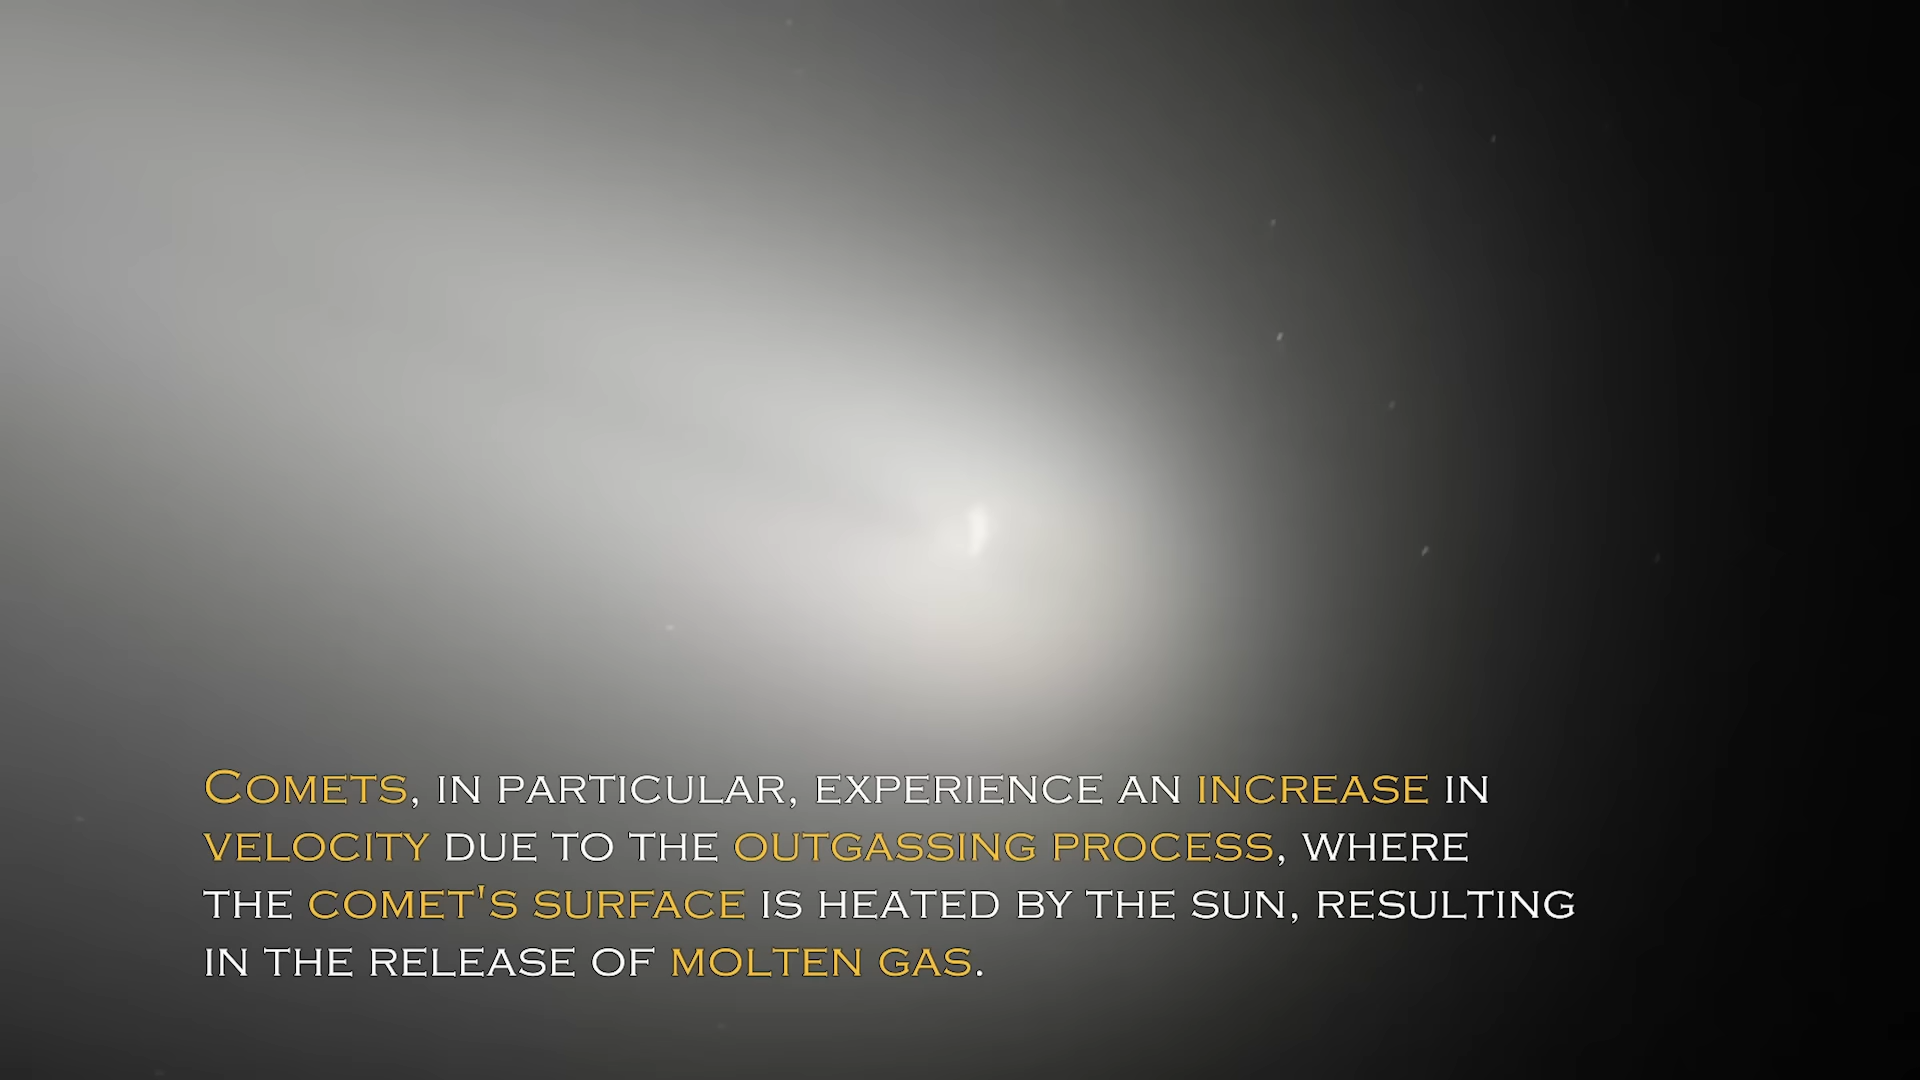 Comets, in particular, experience an increase in
velocity due to the outgassing process, where
the comet's surface is heated by the sun, resulting
in the release of molten gas.